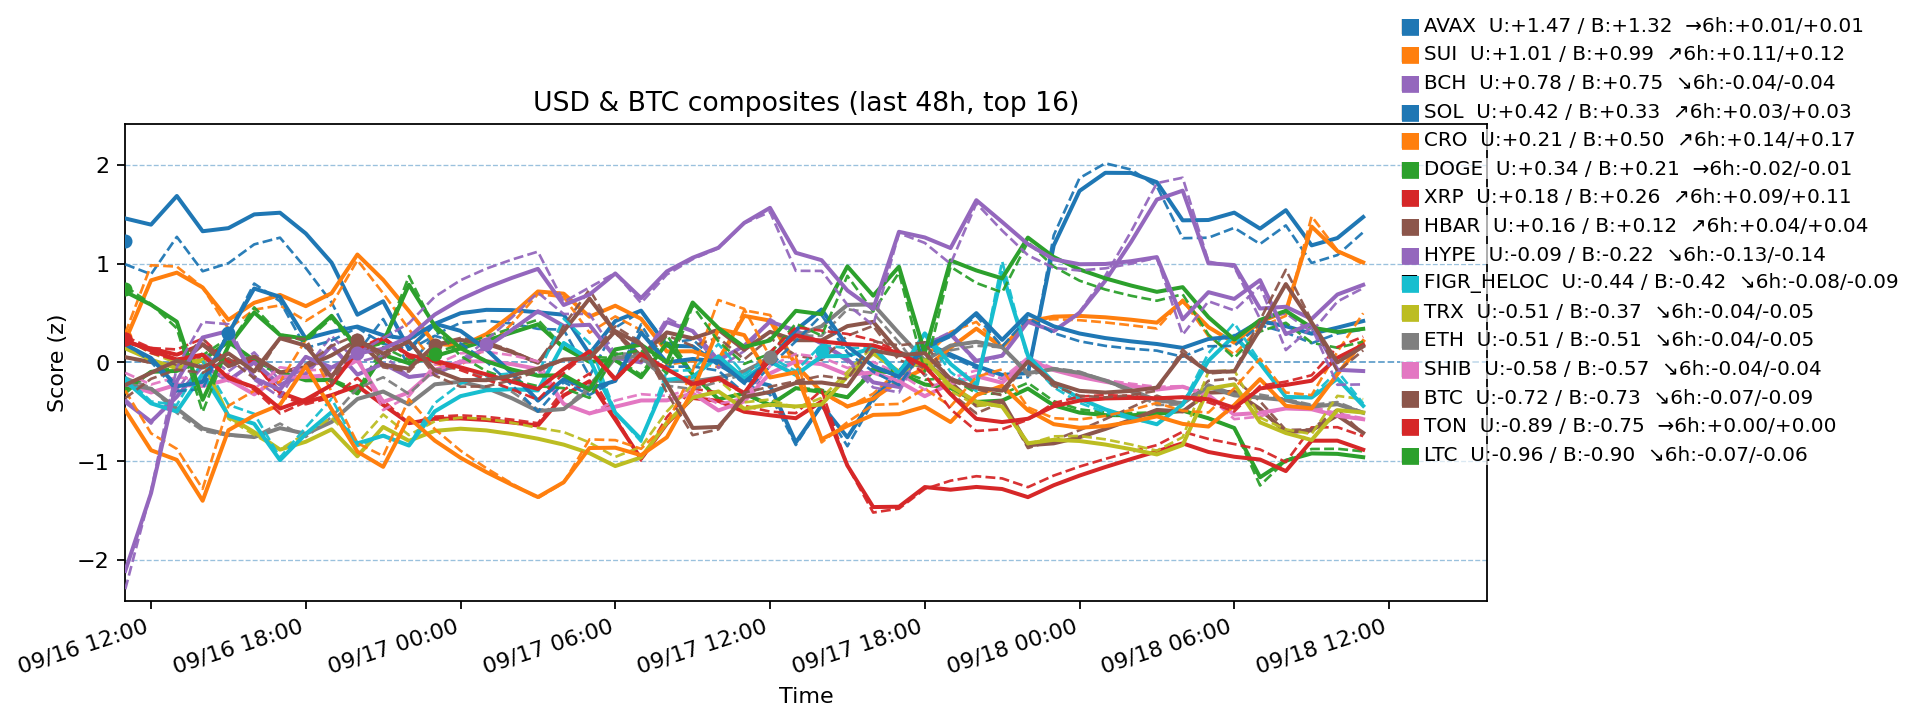 AVAX  U:+1.47 / B:+1.32  →6h:+0.01/+0.01
SUI  U:+1.01 / B:+0.99  ↗6h:+0.11/+0.12
BCH  U:+0.78 / B:+0.75  ↘6h:-0.04/-0.04
SOL  U:+0.42 / B:+0.33  ↗6h:+0.03/+0.03
CRO  U:+0.21 / B:+0.50  ↗6h:+0.14/+0.17
DOGE  U:+0.34 / B:+0.21  →6h:-0.02/-0.01
XRP  U:+0.18 / B:+0.26  ↗6h:+0.09/+0.11
HBAR  U:+0.16 / B:+0.12  ↗6h:+0.04/+0.04
HYPE  U:-0.09 / B:-0.22  ↘6h:-0.13/-0.14
FIGR_HELOC  U:-0.44 / B:-0.42  ↘6h:-0.08/-0.09
TRX  U:-0.51 / B:-0.37  ↘6h:-0.04/-0.05
ETH  U:-0.51 / B:-0.51  ↘6h:-0.04/-0.05
SHIB  U:-0.58 / B:-0.57  ↘6h:-0.04/-0.04
BTC  U:-0.72 / B:-0.73  ↘6h:-0.07/-0.09
TON  U:-0.89 / B:-0.75  →6h:+0.00/+0.00
LTC  U:-0.96 / B:-0.90  ↘6h:-0.07/-0.06
USD & BTC composites (last 48h, top 16)
Score (z)
2
1
0
−1
−2
09/16 12:00
09/16 18:00
09/17 00:00
09/17 06:00
09/17 12:00
09/17 18:00
09/18 00:00
09/18 06:00
09/18 12:00
Time